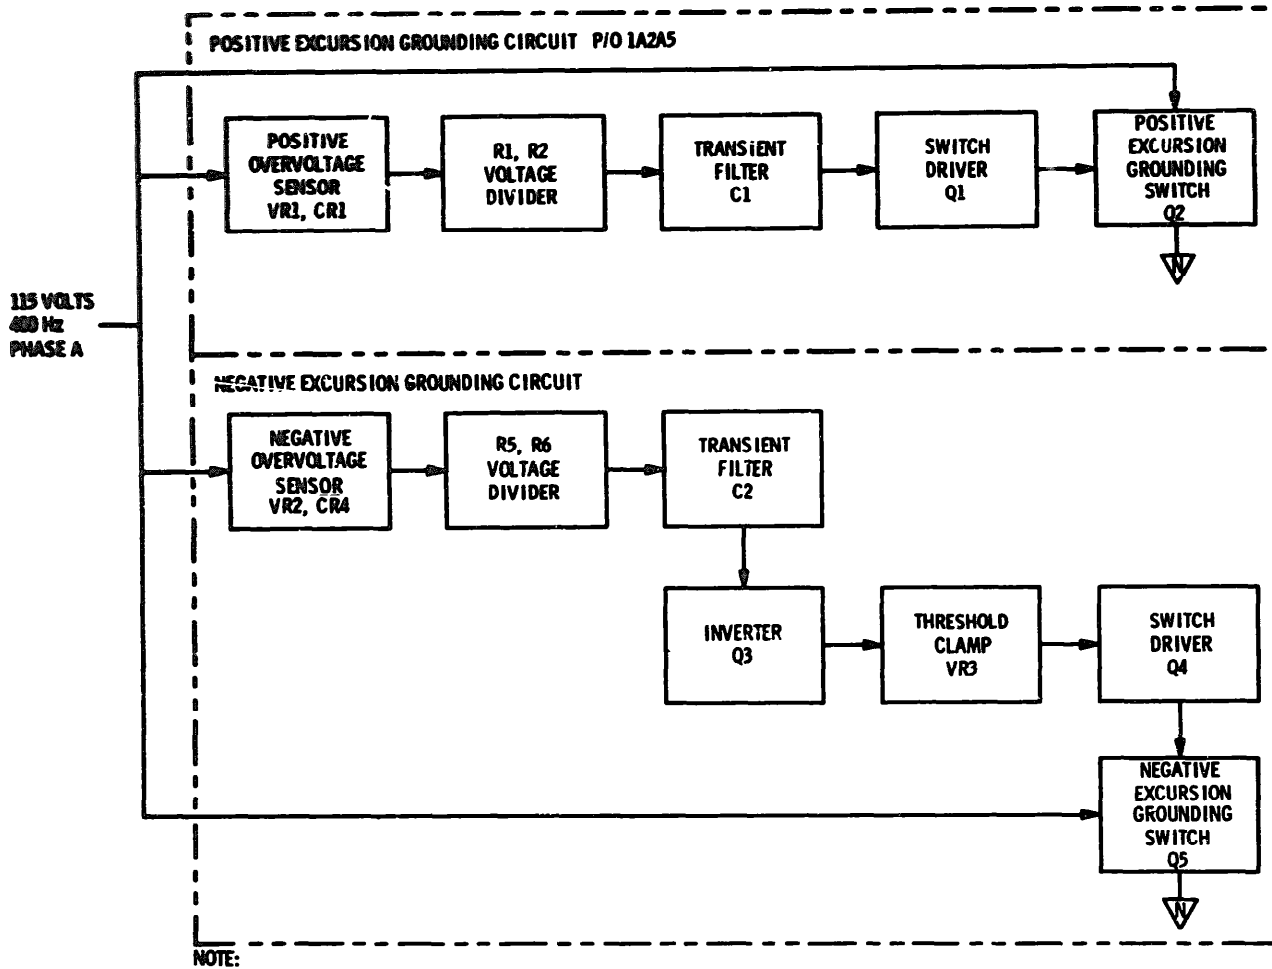 POSITIVE EXCURSION GROUNDING CIRCUIT P/O 1A2A5
POSITIVE
OVERVOLTAGE
SENSOR
VR1, CR1
R1, R2
VOLTAGE
DIVIDER
TRANSIENT
FILTER
C1
SWITCH
DRIVER
Q1
POSITIVE
EXCURSION
GROUNDING
SWITCH
Q2
N
115 VOLTS
400 Hz
PHASE A
NEGATIVE EXCURSION GROUNDING CIRCUIT
NEGATIVE
OVERVOLTAGE
SENSOR
VR2, CR4
R5, R6
VOLTAGE
DIVIDER
TRANSIENT
FILTER
C2
INVERTER
Q3
THRESHOLD
CLAMP
VR3
SWITCH
DRIVER
Q4
NEGATIVE
EXCURSION
GROUNDING
SWITCH
Q5
N
NOTE: